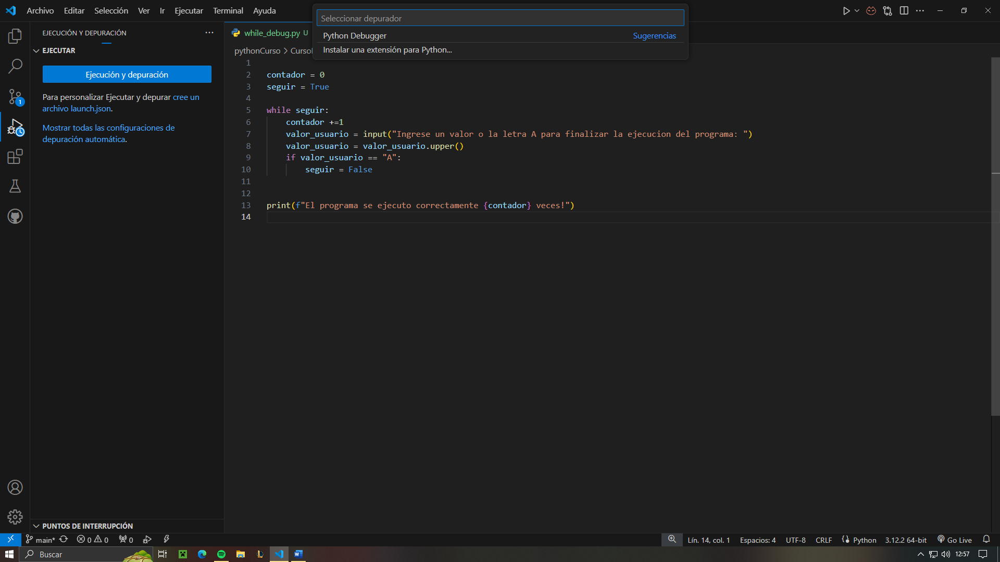 Archivo Editar Selección Ver Ir Ejecutar Terminal Ayuda
Seleccionar depurador
Python Debugger Sugerencias
Instalar una extensión para Python...
EJECUCIÓN Y DEPURACIÓN
EJECUTAR
Ejecución y depuración
Para personalizar Ejecutar y depurar cree un
archivo launch.json.
Mostrar todas las configuraciones de
depuración automática.
1
while_debug.py U
pythonCurso > 
1
2 contador = 0
3 seguir = True
4
5 while seguir:
6 contador +=1
7 valor_usuario = input("Ingrese un valor o la letra A para finalizar la ejecucion del programa: ")
8 valor_usuario = valor_usuario.upper()
9 if valor_usuario == "A":
10 seguir = False
11
12
13 print(f"El programa se ejecuto correctamente {contador} veces!")
14
PUNTOS DE INTERRUPCIÓN
main* 0 0 0 Lín. 14, col. 1 Espacios: 4 UTF-8 CRLF Python 3.12.2 64-bit Go Live
Buscar 12:57